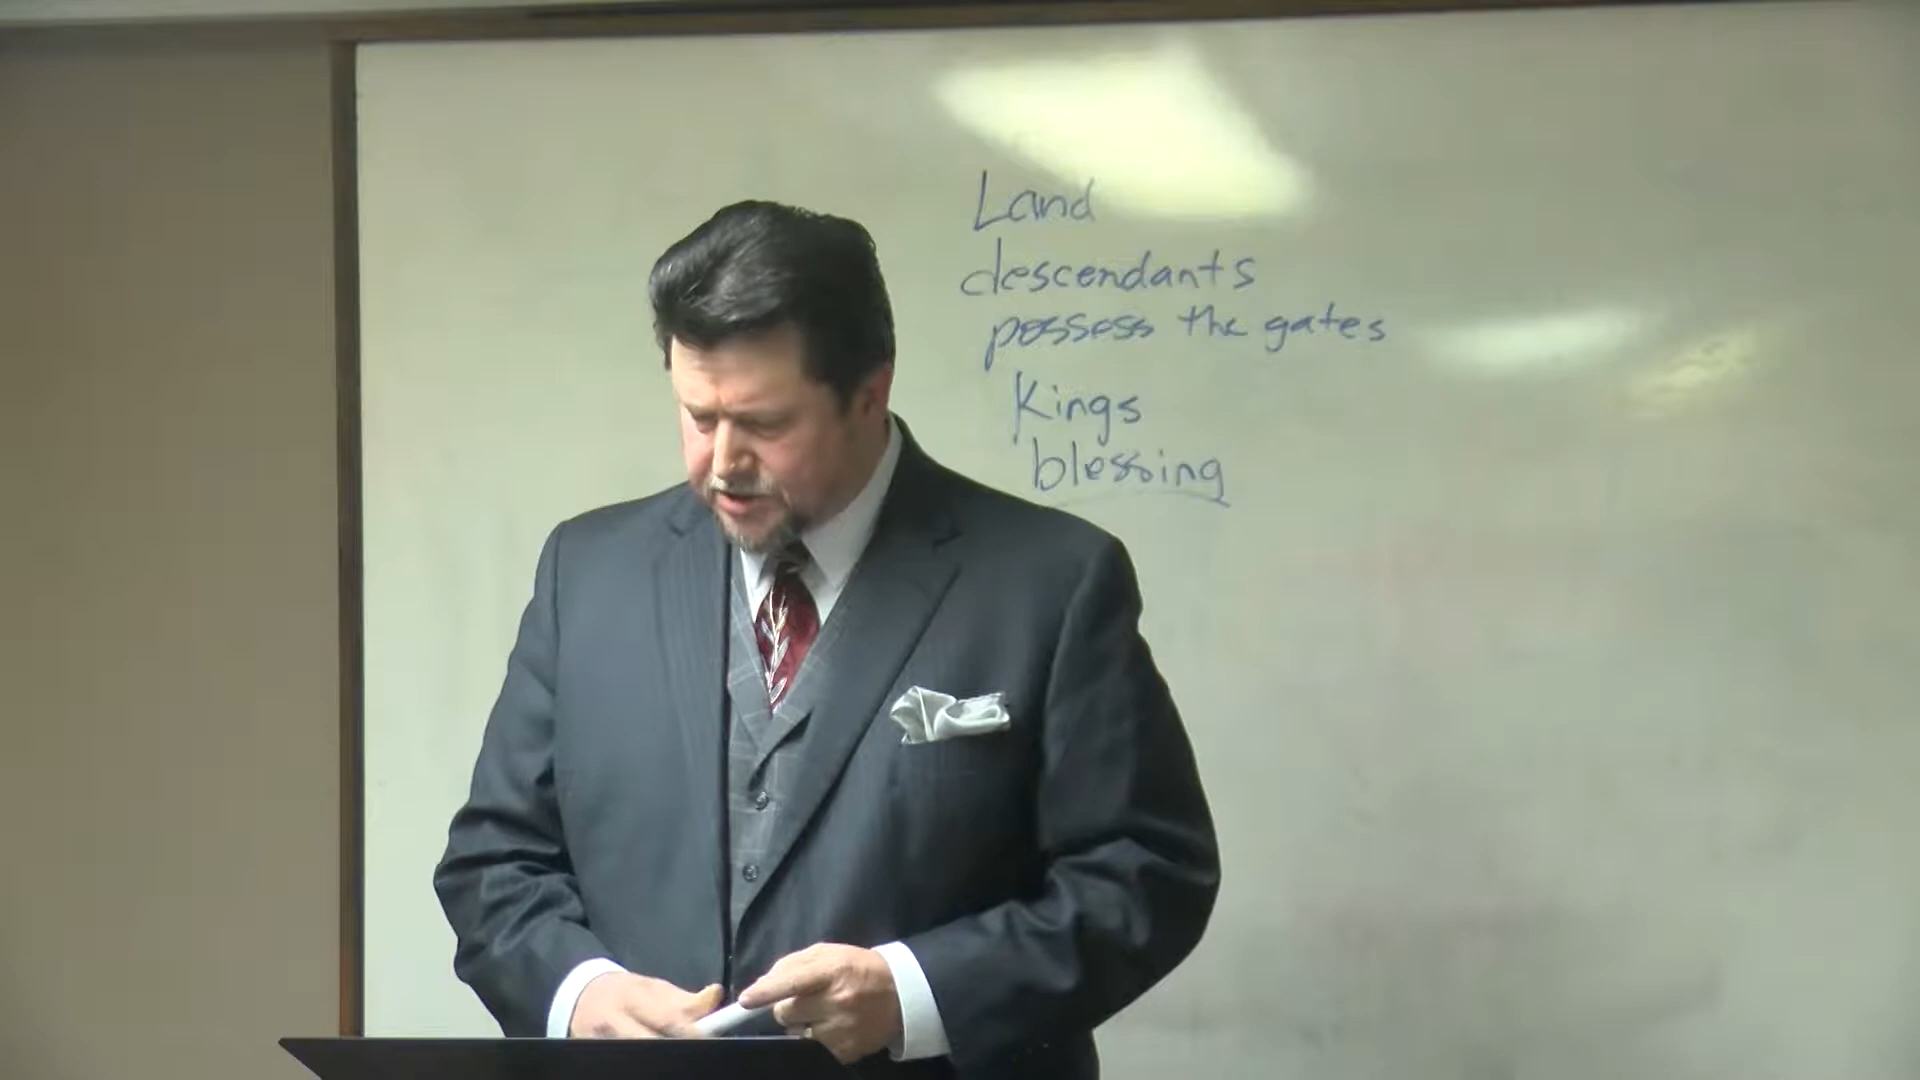 Land
descendants
possess the gates
Kings
blessing